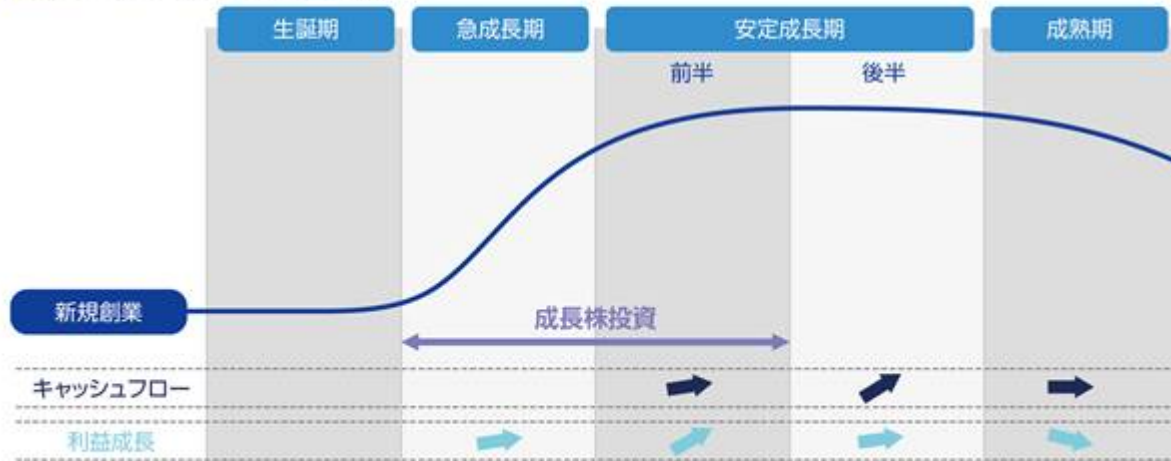 生誕期
急成長期
安定成長期
成熟期
前半
後半
新規創業
成長株投資
キャッシュフロー
利益成長